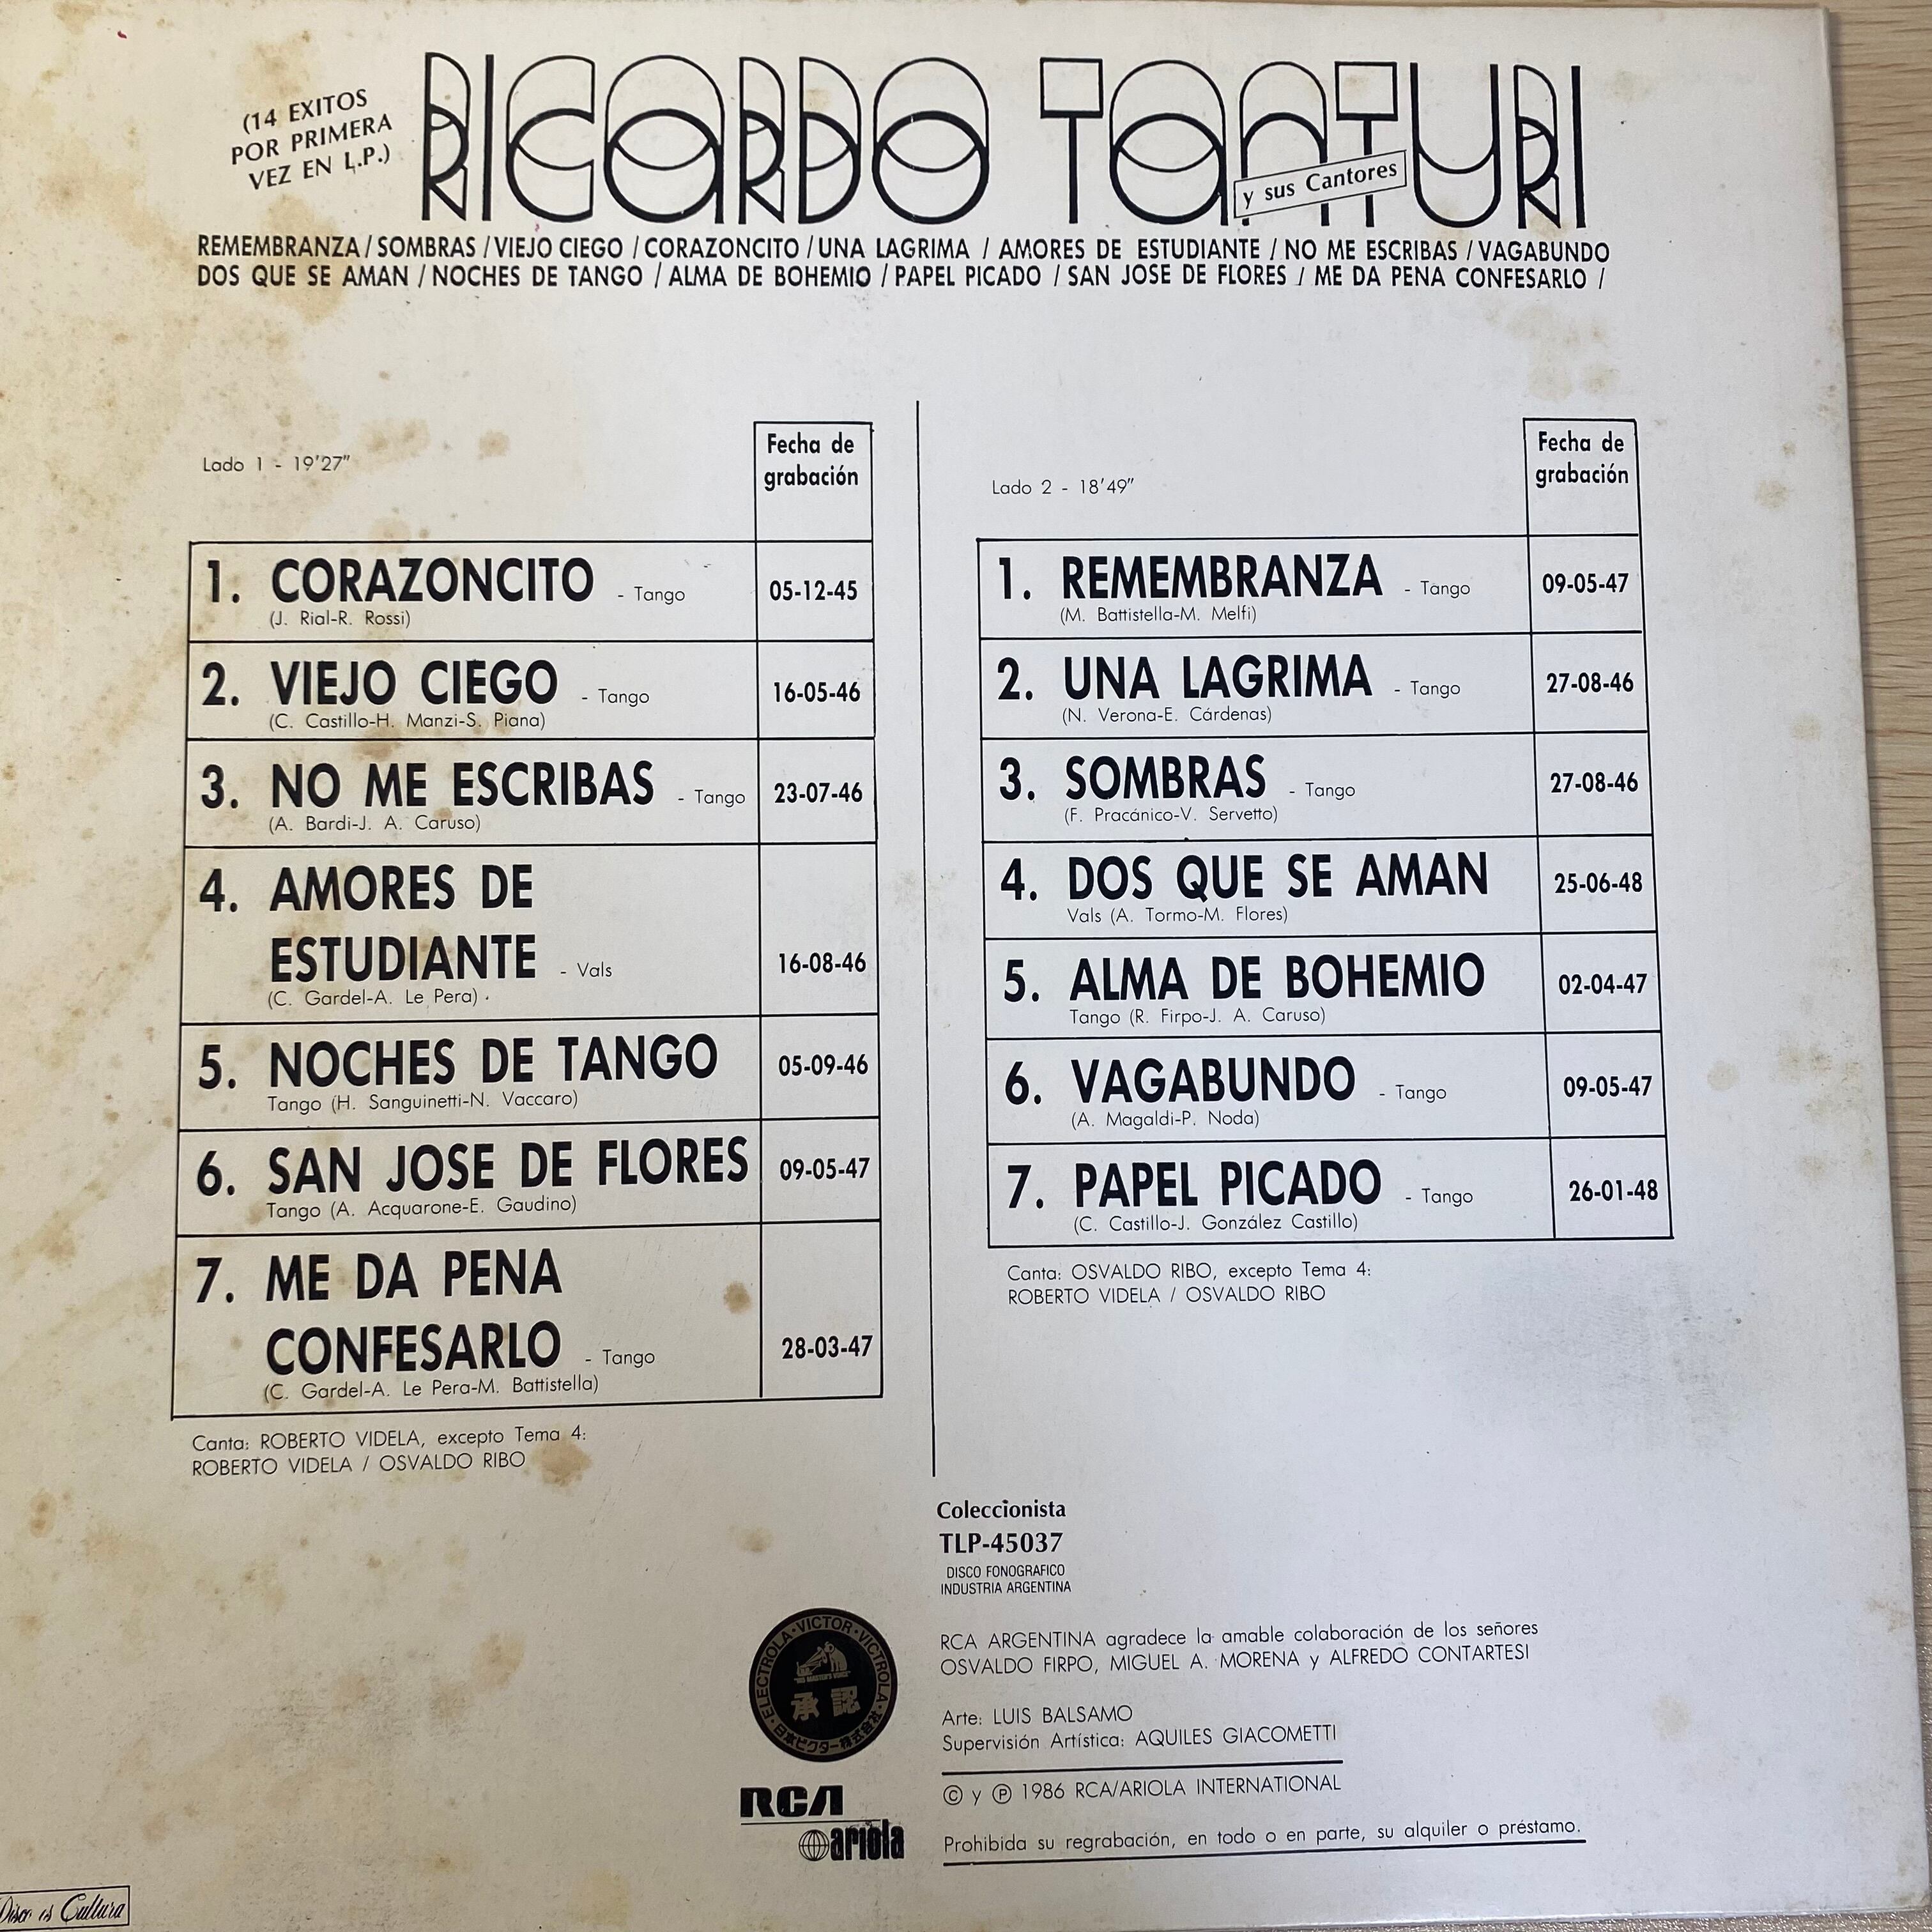 (14 EXITOS
POR PRIMERA
VEZ EN L.P.)
RICARDO TANTURI
y sus Cantores
REMEMBRANZA / SOMBRAS / VIEJO CIEGO / CORAZONCITO / UNA LAGRIMA / AMORES DE ESTUDIANTE / NO ME ESCRIBAS / VAGABUNDO
DOS QUE SE AMAN / NOCHES DE TANGO / ALMA DE BOHEMIO / PAPEL PICADO / SAN JOSE DE FLORES / ME DA PENA CONFESARLO /
Lado 1 - 19'27"
Fecha de
grabación
1. CORAZONCITO - Tango 05-12-45
(J. Rial-R. Rossi)
2. VIEJO CIEGO - Tango 16-05-46
(C. Castillo-H. Manzi-S. Piana)
3. NO ME ESCRIBAS - Tango 23-07-46
(A. Bardi-J. A. Caruso)
4. AMORES DE
ESTUDIANTE - Vals 16-08-46
(C. Gardel-A. Le Pera)
5. NOCHES DE TANGO 05-09-46
Tango (H. Sanguinetti-N. Vaccaro)
6. SAN JOSE DE FLORES 09-05-47
Tango (A. Acquarone-E. Gaudino)
7. ME DA PENA
CONFESARLO - Tango 28-03-47
(C. Gardel-A. Le Pera-M. Battistella)
Canta: ROBERTO VIDELA, excepto Tema 4:
ROBERTO VIDELA / OSVALDO RIBO
Lado 2 - 18'49"
Fecha de
grabación
1. REMEMBRANZA - Tango 09-05-47
(M. Battistella-M. Melfi)
2. UNA LAGRIMA - Tango 27-08-46
(N. Verona-E. Cárdenas)
3. SOMBRAS - Tango 27-08-46
(F. Pracánico-V. Servetto)
4. DOS QUE SE AMAN 25-06-48
Vals (A. Tormo-M. Flores)
5. ALMA DE BOHEMIO 02-04-47
Tango (R. Firpo-J. A. Caruso)
6. VAGABUNDO - Tango 09-05-47
(A. Magaldi-P. Noda)
7. PAPEL PICADO - Tango 26-01-48
(C. Castillo-J. González Castillo)
Canta: OSVALDO RIBO, excepto Tema 4:
ROBERTO VIDELA / OSVALDO RIBO
Coleccionista
TLP-45037
DISCO FONOGRAFICO
INDUSTRIA ARGENTINA
ELECTROLA · VICTOR · VICTROLA
"HIS MASTER'S VOICE"
承認
日本ビクター株式会社
RCA ARGENTINA agradece la amable colaboración de los señores
OSVALDO FIRPO, MIGUEL A. MORENA y ALFREDO CONTARTESI
Arte: LUIS BALSAMO
Supervisión Artística: AQUILES GIACOMETTI
RCA
ariola
© y ℗ 1986 RCA/ARIOLA INTERNATIONAL
Prohibida su regrabación, en todo o en parte, su alquiler o préstamo.
Disco es Cultura